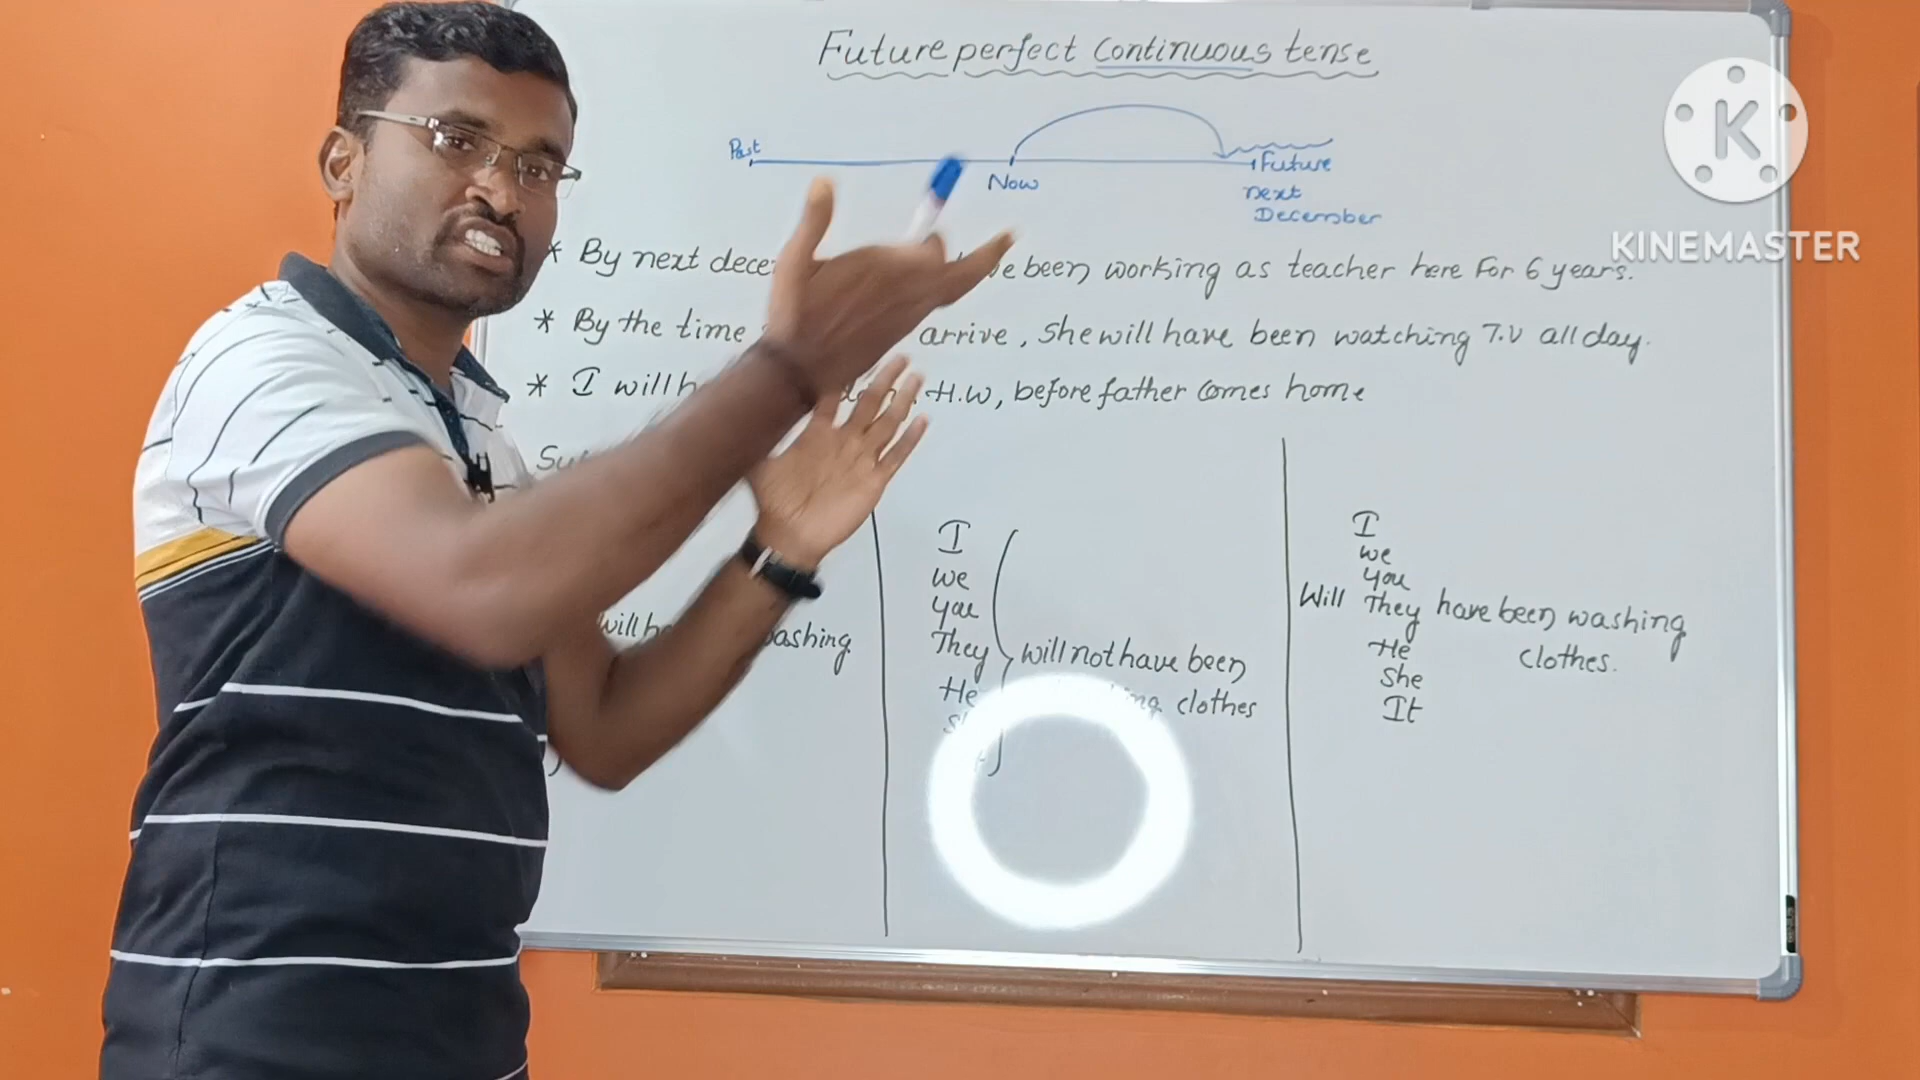 Future perfect continuous tense
Past
Now
Future
next
December
K
KINEMASTER
* By next been working as teacher here for 6 years.
* By the time arrive, she will have been watching T.V all day.
* I will H.W, before father comes home
I
we
you
They
He
will not have been
clothes
will
washing
I
we
you
Will They have been washing
He clothes.
she
It